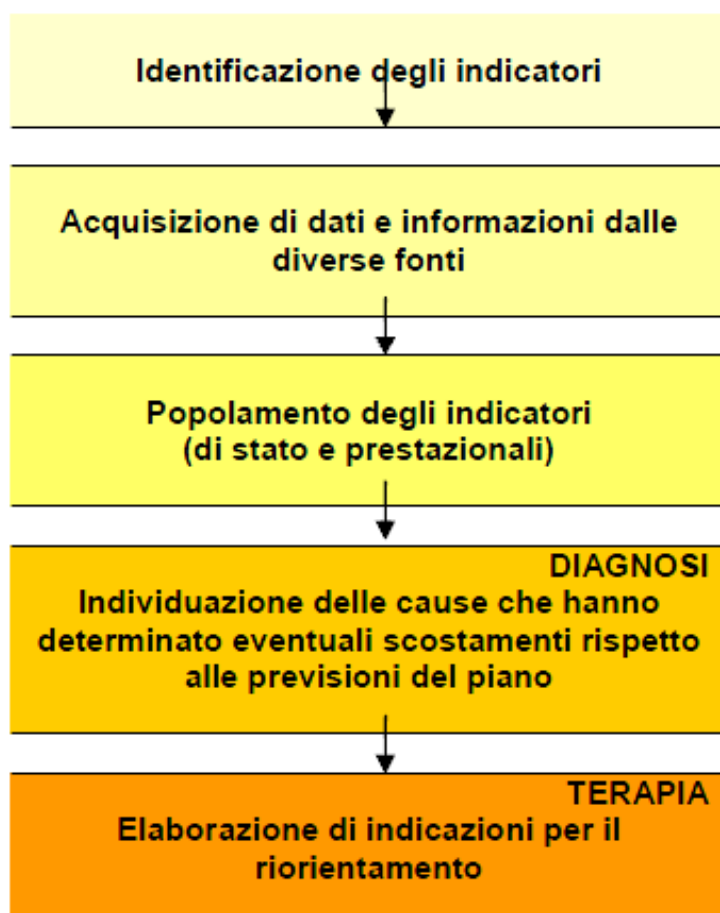 Identificazione degli indicatori
Acquisizione di dati e informazioni dalle
diverse fonti
Popolamento degli indicatori
(di stato e prestazionali)
DIAGNOSI
Individuazione delle cause che hanno
determinato eventuali scostamenti rispetto
alle previsioni del piano
TERAPIA
Elaborazione di indicazioni per il
riorientamento